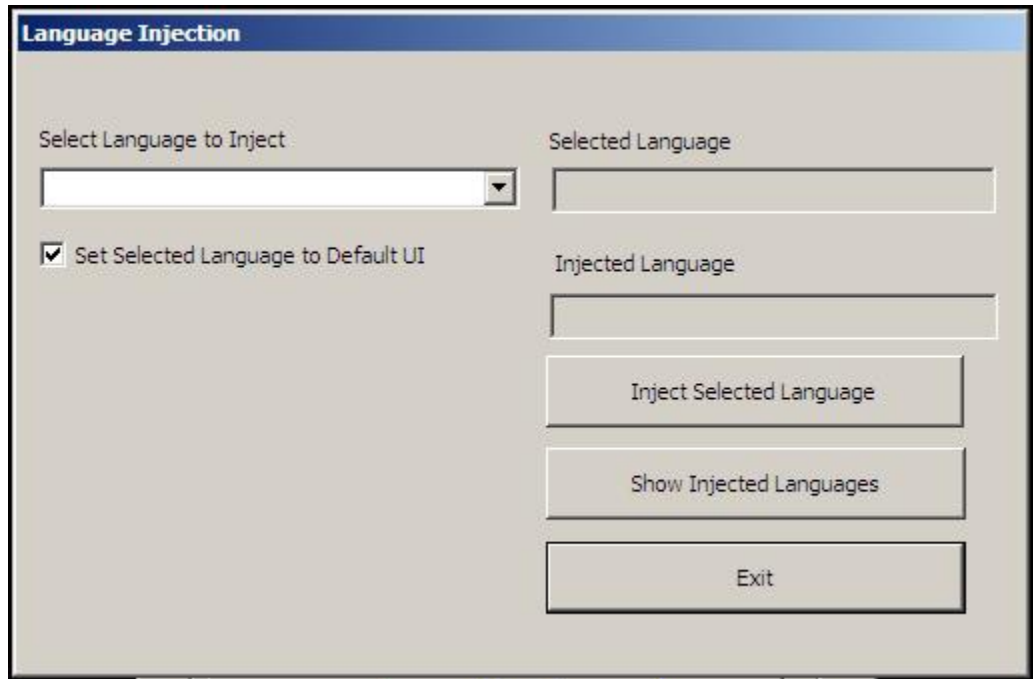 Language Injection
Select Language to Inject
Selected Language
Set Selected Language to Default UI
Injected Language
Inject Selected Language
Show Injected Languages
Exit